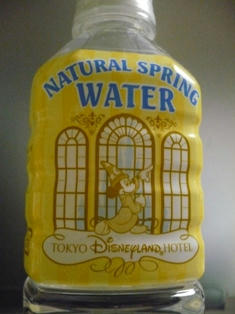 NATURAL SPRING
WATER
TOKYO DISNEYLAND HOTEL